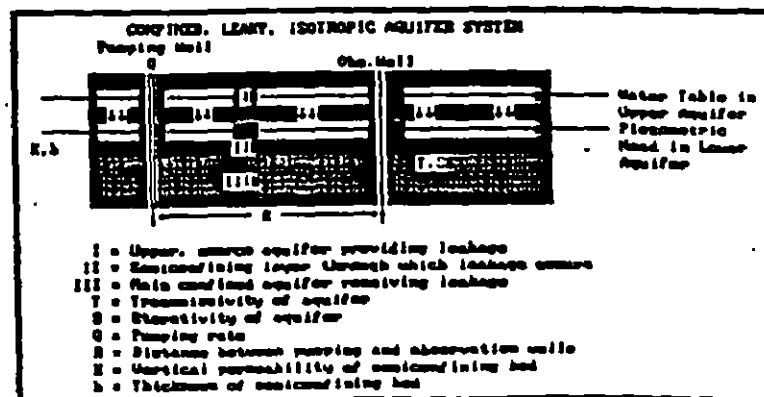 CONFINED, LEAKY, ISOTROPIC AQUIFER SYSTEM
Pumping Well
Q
Obs. Well
I
Water Table in
Upper Aquifer
Piezometric
Head in Lower
Aquifer
K,b
II
III
T,S
R
I = Upper, source aquifer providing leakage
II = Semiconfining layer through which leakage occurs
III = Main confined aquifer receiving leakage
T = Transmissivity of aquifer
S = Storativity of aquifer
Q = Pumping rate
R = Distance between pumping and observation wells
K = Vertical permeability of semiconfining bed
b = Thickness of semiconfining bed